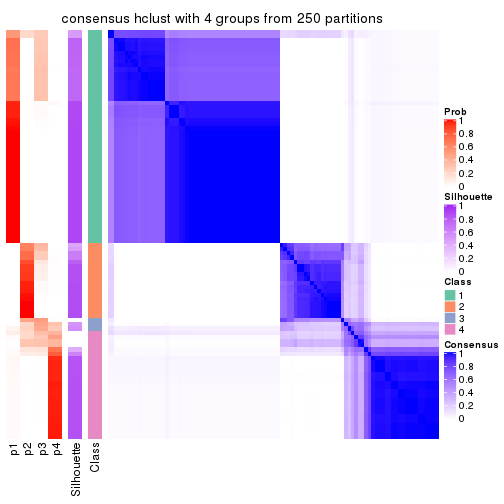 consensus hclust with 4 groups from 250 partitions
Prob
1
0.8
0.6
0.4
0.2
0
Silhouette
1
0.8
0.6
0.4
0.2
0
Class
1
2
3
4
Consensus
1
0.8
0.6
0.4
0.2
0
p1
p2
p3
p4
Silhouette
Class